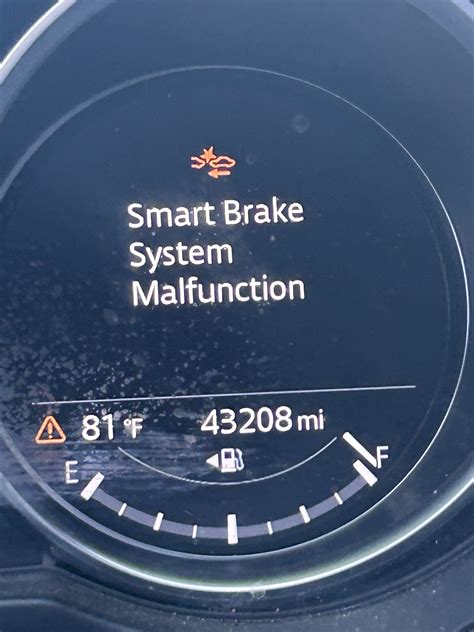 Smart Brake
System
Malfunction
81 °F 43208 mi
E F